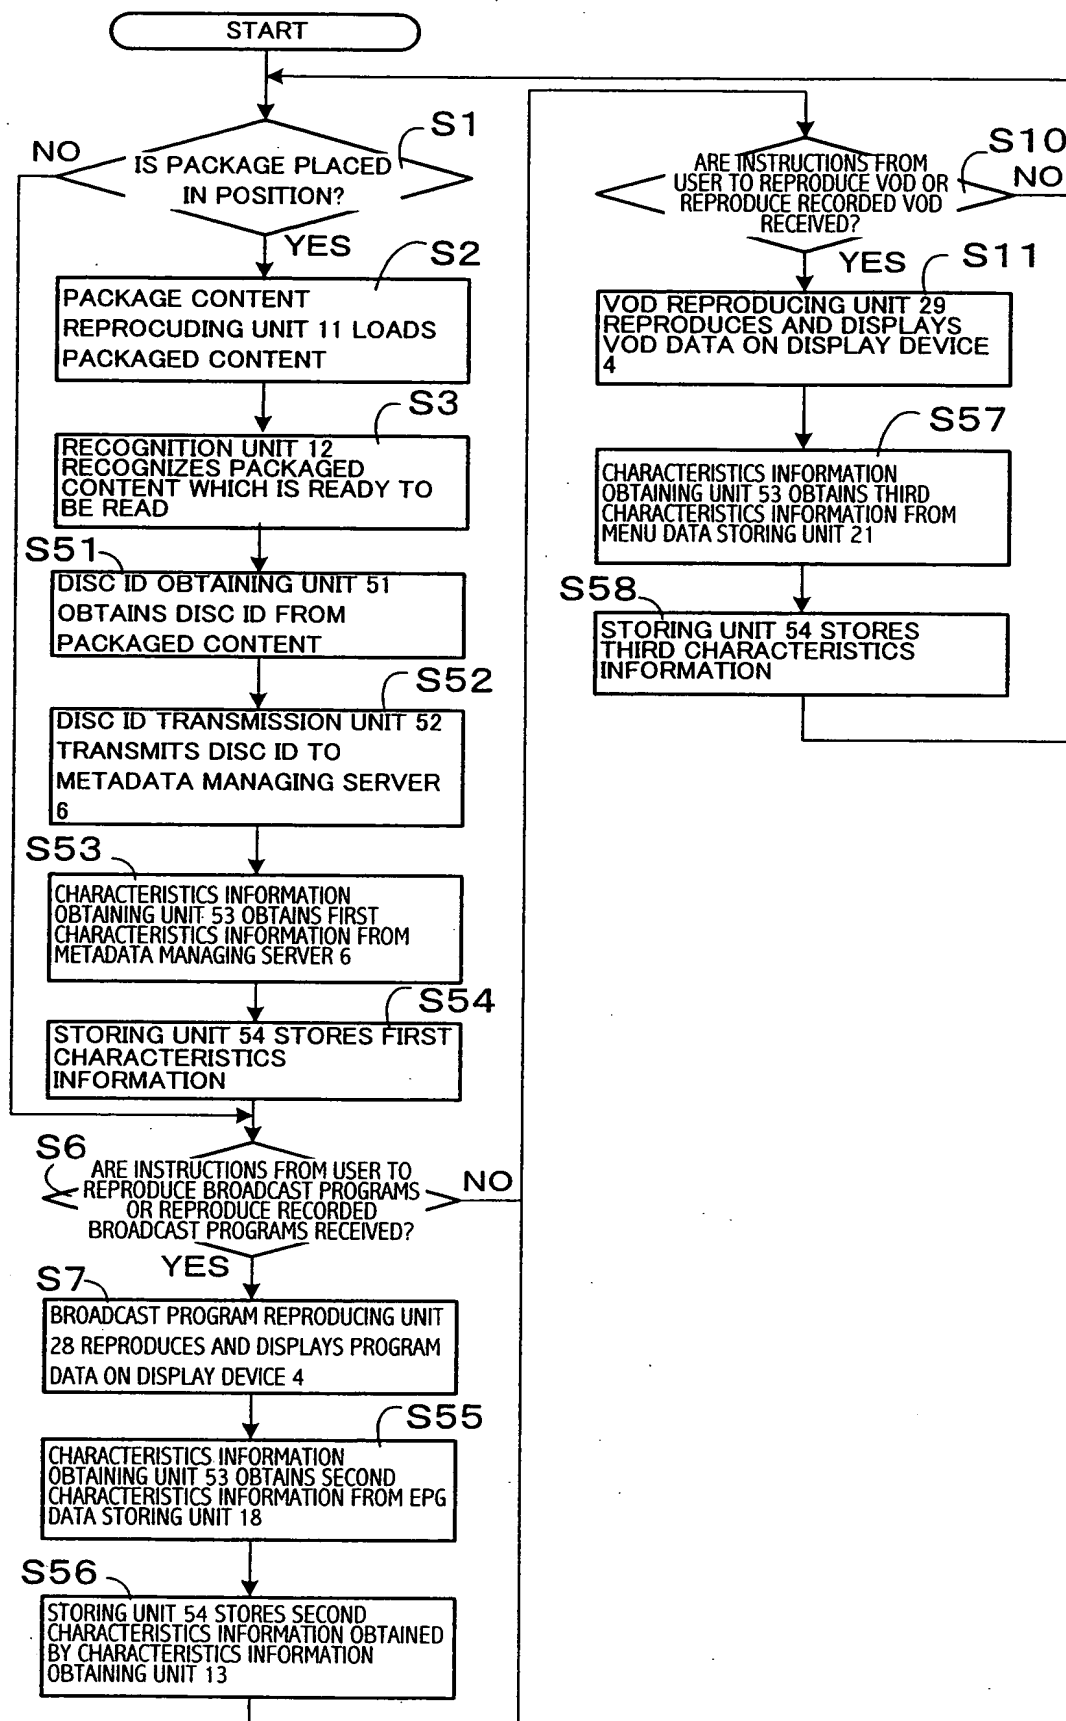 START
S1
NO
IS PACKAGE PLACED
IN POSITION?
YES
S2
PACKAGE CONTENT
REPROCUDING UNIT 11 LOADS
PACKAGED CONTENT
S3
RECOGNITION UNIT 12
RECOGNIZES PACKAGED
CONTENT WHICH IS READY TO
BE READ
S51
DISC ID OBTAINING UNIT 51
OBTAINS DISC ID FROM
PACKAGED CONTENT
S52
DISC ID TRANSMISSION UNIT 52
TRANSMITS DISC ID TO
METADATA MANAGING SERVER
6
S53
CHARACTERISTICS INFORMATION
OBTAINING UNIT 53 OBTAINS FIRST
CHARACTERISTICS INFORMATION FROM
METADATA MANAGING SERVER 6
S54
STORING UNIT 54 STORES FIRST
CHARACTERISTICS
INFORMATION
S6
ARE INSTRUCTIONS FROM USER TO
REPRODUCE BROADCAST PROGRAMS
OR REPRODUCE RECORDED
BROADCAST PROGRAMS RECEIVED?
NO
YES
S7
BROADCAST PROGRAM REPRODUCING UNIT
28 REPRODUCES AND DISPLAYS PROGRAM
DATA ON DISPLAY DEVICE 4
S55
CHARACTERISTICS INFORMATION
OBTAINING UNIT 53 OBTAINS SECOND
CHARACTERISTICS INFORMATION FROM EPG
DATA STORING UNIT 18
S56
STORING UNIT 54 STORES SECOND
CHARACTERISTICS INFORMATION OBTAINED
BY CHARACTERISTICS INFORMATION
OBTAINING UNIT 13
S10
ARE INSTRUCTIONS FROM
USER TO REPRODUCE VOD OR
REPRODUCE RECORDED VOD
RECEIVED?
NO
YES
S11
VOD REPRODUCING UNIT 29
REPRODUCES AND DISPLAYS
VOD DATA ON DISPLAY DEVICE
4
S57
CHARACTERISTICS INFORMATION
OBTAINING UNIT 53 OBTAINS THIRD
CHARACTERISTICS INFORMATION FROM
MENU DATA STORING UNIT 21
S58
STORING UNIT 54 STORES
THIRD CHARACTERISTICS
INFORMATION